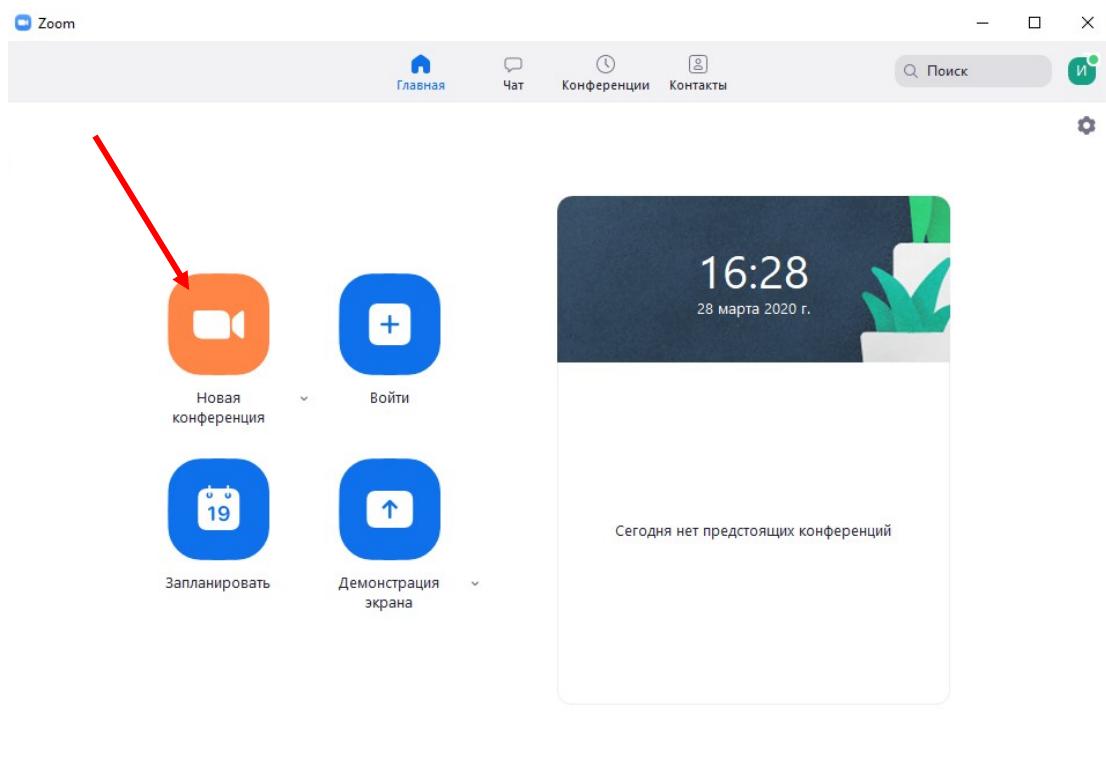 Zoom
Главная
Чат
Конференции
Контакты
Поиск
И
16:28
28 марта 2020 г.
Новая
конференция
Войти
19
Запланировать
Демонстрация
экрана
Сегодня нет предстоящих конференций